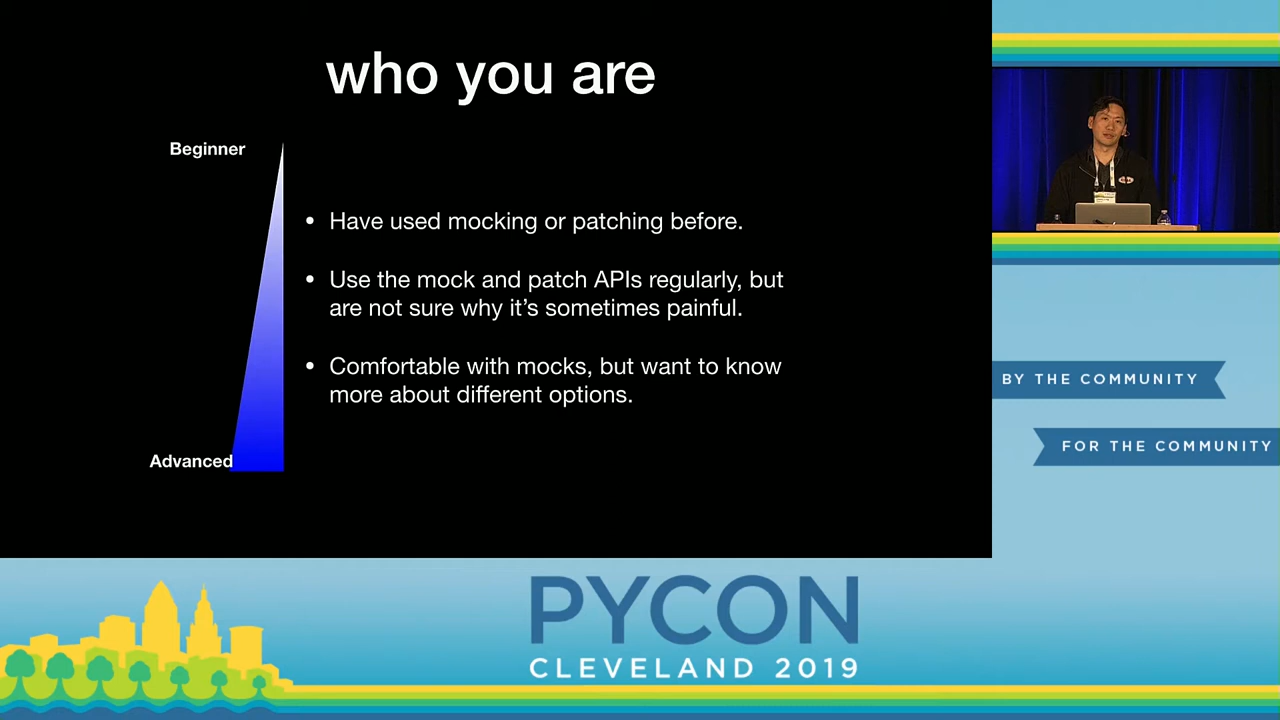 who you are
Beginner
• Have used mocking or patching before.
• Use the mock and patch APIs regularly, but
are not sure why it’s sometimes painful.
• Comfortable with mocks, but want to know
more about different options.
Advanced
BY THE COMMUNITY
FOR THE COMMUNITY
PYCON
CLEVELAND 2019